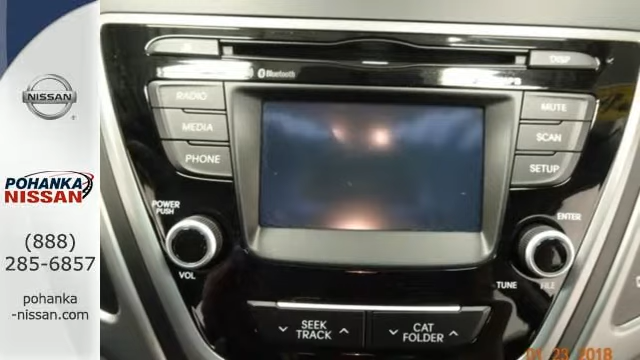 NISSAN
POHANKA
NISSAN
(888)
285-6857
pohanka
-nissan.com
DISP
Bluetooth
RADIO
MEDIA
PHONE
MUTE
SCAN
SETUP
POWER
PUSH
VOL
ENTER
TUNE
FILE
SEEK
TRACK
CAT
FOLDER
2018